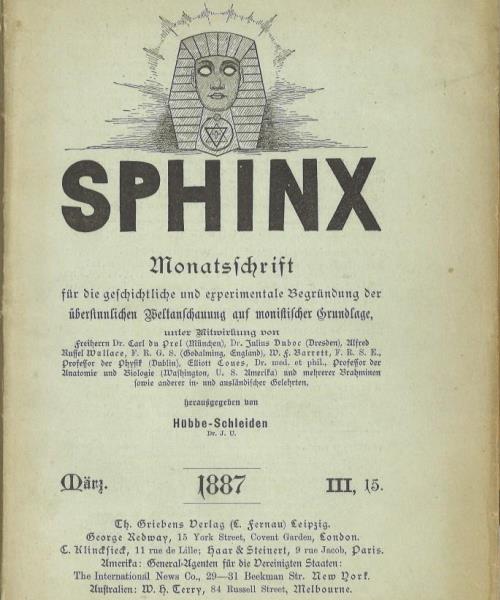 SPHINX
Monatsschrift
für die geschichtliche und experimentale Begründung der
übersinnlichen Weltanschauung auf monistischer Grundlage,
unter Mitwirkung von
Freiherrn Dr. Carl du Prel (München), Dr. Julius Duboc (Dresden), Alfred
Russel Wallace, F. R. G. S. (Godalming, England), W. F. Barrett, F. R. S. E.,
Professor der Physik (Dublin), Elliott Coues, Dr. med. et phil., Professor der
Anatomie und Biologie (Washington, U. S. Amerika) und mehrerer Brahminen
sowie anderer in- und ausländischer Gelehrten,
herausgegeben von
Hübbe-Schleiden
Dr. J. U.
März. 1887 III, 15.
Th. Griebens Verlag (L. Fernau) Leipzig.
George Redway, 15 York Street, Covent Garden, London.
C. Klincksieck, 11 rue de Lille; Haar & Steinert, 9 rue Jacob, Paris.
Amerika: General-Agenten für die Vereinigten Staaten:
The International News Co., 29—31 Beekman Str. New York.
Australien: W. H. Terry, 84 Russell Street, Melbourne.